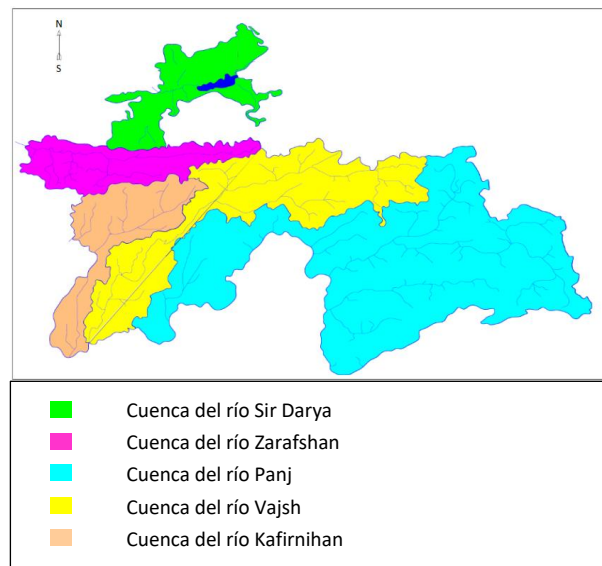 N
S
Cuenca del río Sir Darya
Cuenca del río Zarafshan
Cuenca del río Panj
Cuenca del río Vajsh
Cuenca del río Kafirnihan